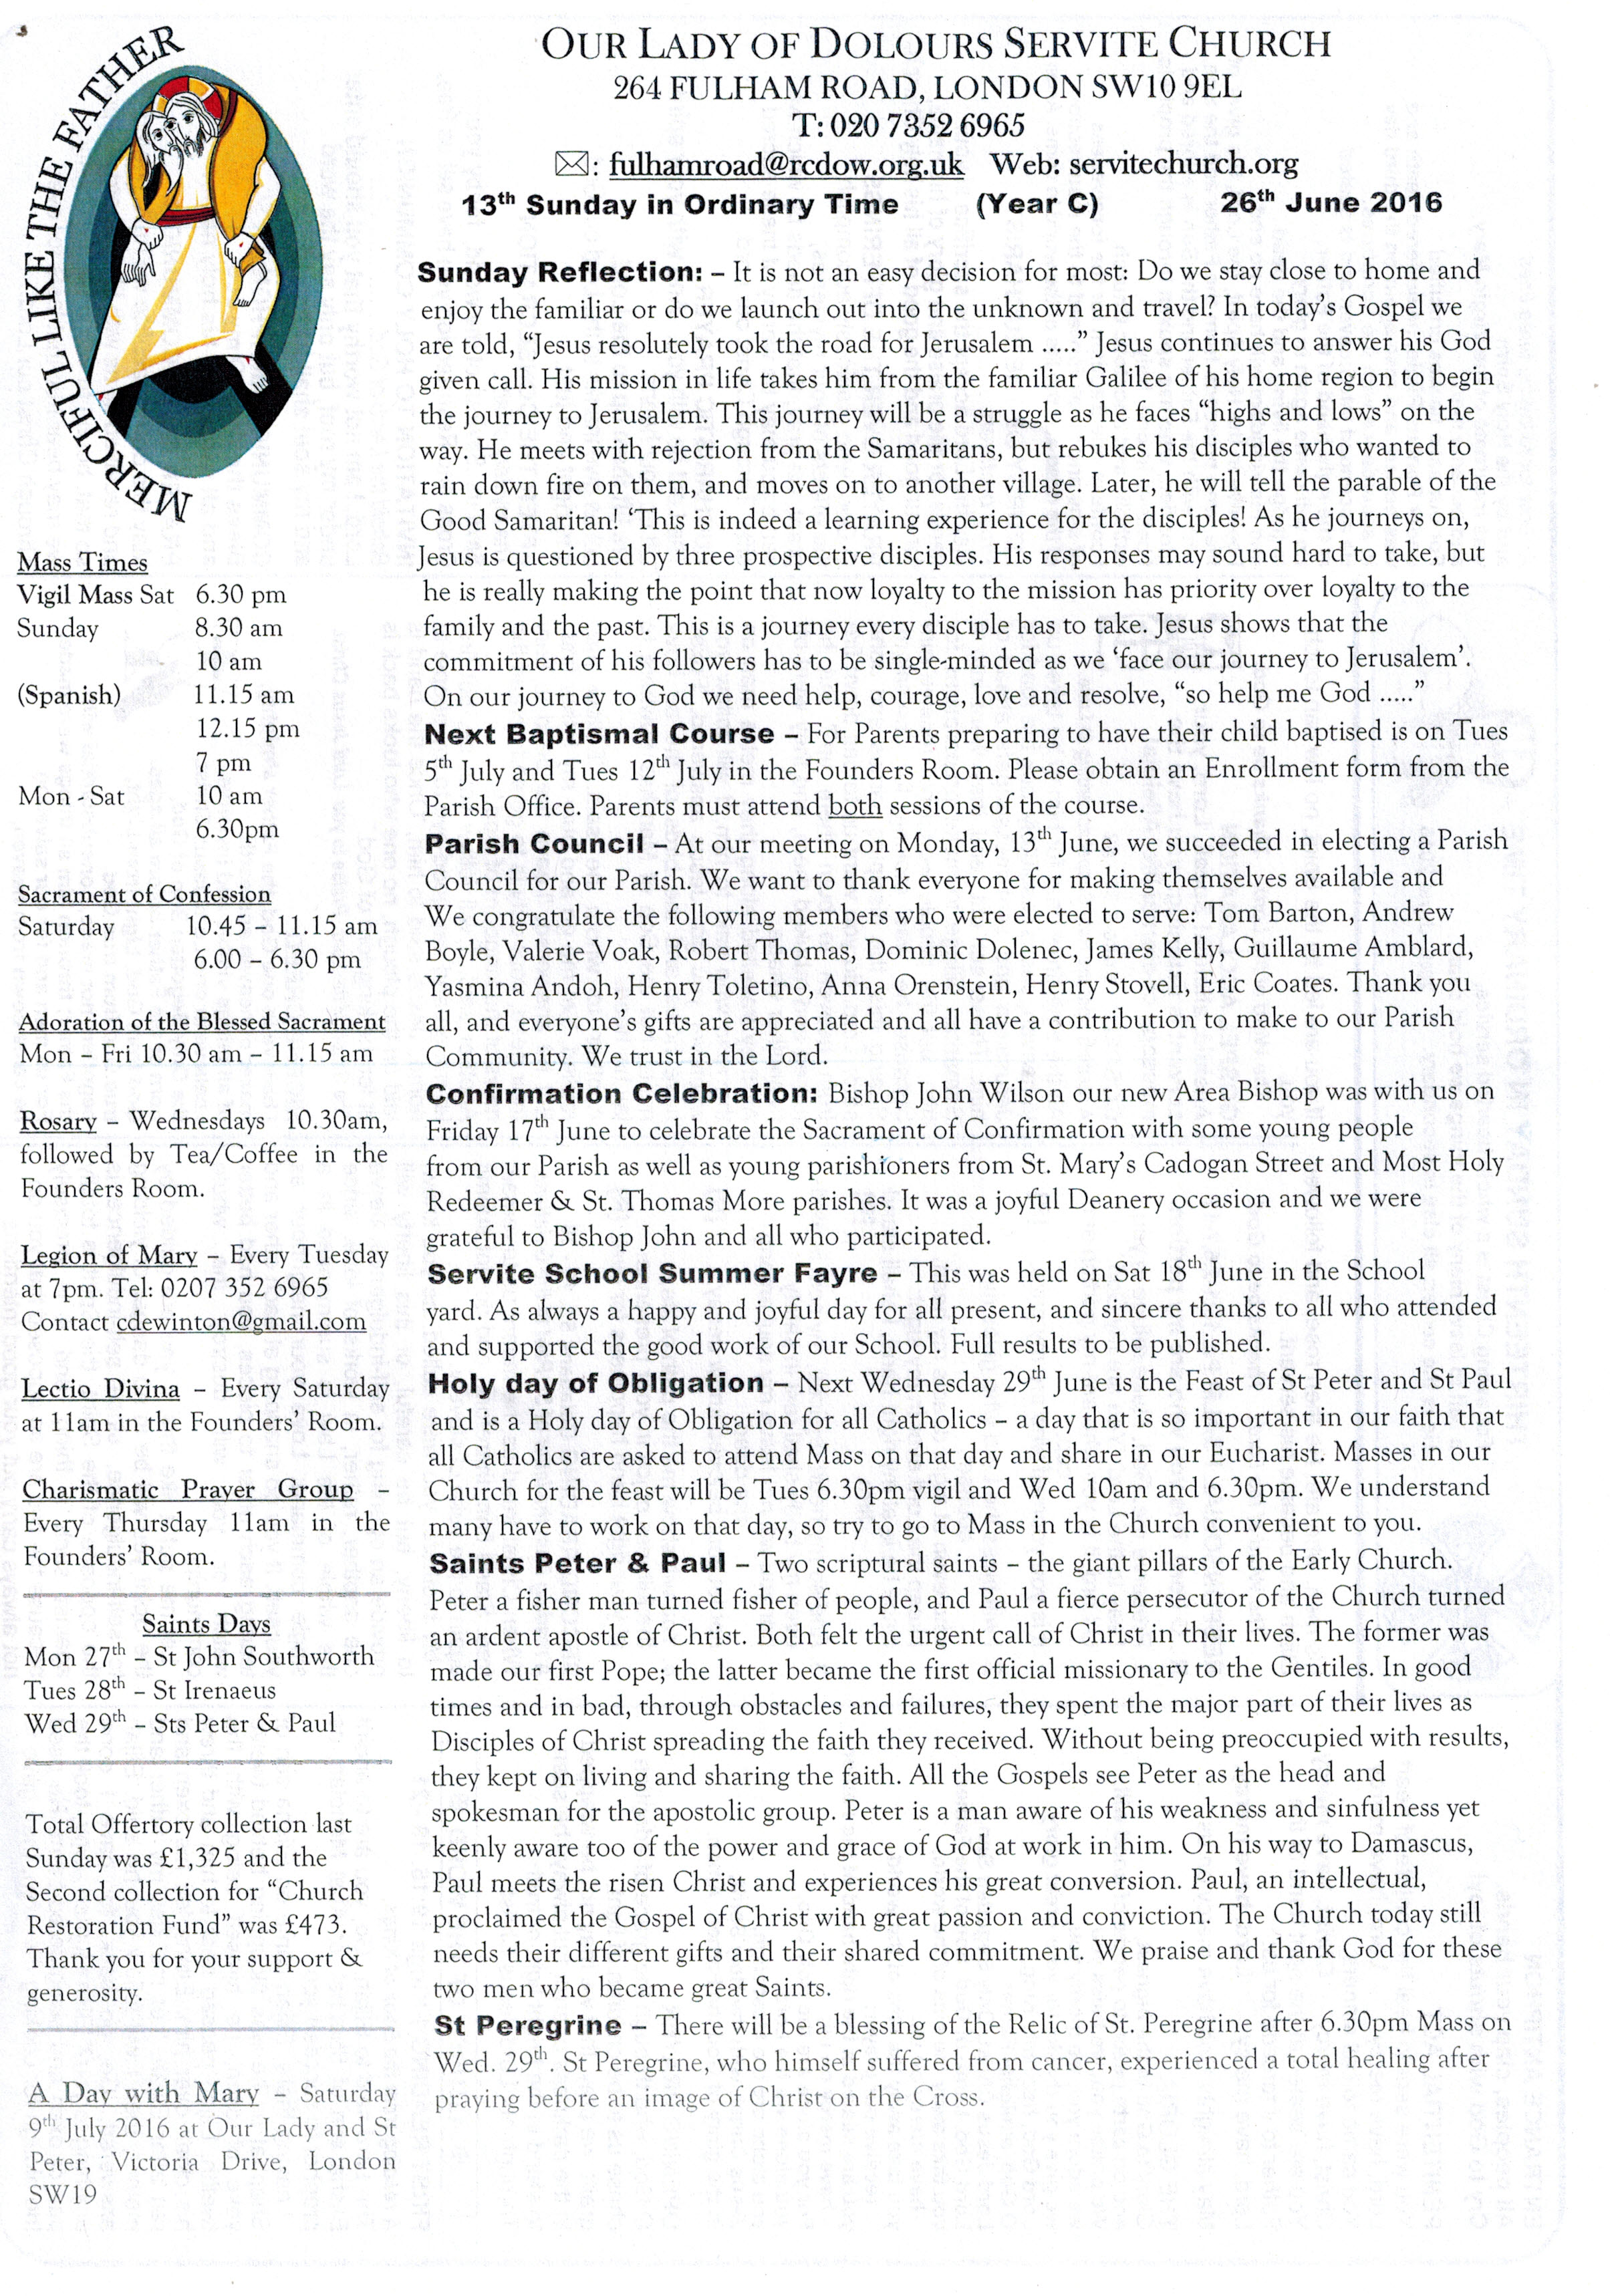 MERCIFUL LIKE THE FATHER
OUR LADY OF DOLOURS SERVITE CHURCH
264 FULHAM ROAD, LONDON SW10 9EL
T: 020 7352 6965
✉: fulhamroad@rcdow.org.uk Web: servitechurch.org
13th Sunday in Ordinary Time (Year C) 26th June 2016
Mass Times
Vigil Mass Sat 6.30 pm
Sunday 8.30 am
10 am
(Spanish) 11.15 am
12.15 pm
7 pm
Mon - Sat 10 am
6.30pm
Sacrament of Confession
Saturday 10.45 – 11.15 am
6.00 – 6.30 pm
Adoration of the Blessed Sacrament
Mon – Fri 10.30 am – 11.15 am
Rosary – Wednesdays 10.30am,
followed by Tea/Coffee in the
Founders Room.
Legion of Mary – Every Tuesday
at 7pm. Tel: 0207 352 6965
Contact cdewinton@gmail.com
Lectio Divina – Every Saturday
at 11am in the Founders' Room.
Charismatic Prayer Group –
Every Thursday 11am in the
Founders' Room.
Saints Days
Mon 27th – St John Southworth
Tues 28th – St Irenaeus
Wed 29th – Sts Peter & Paul
Total Offertory collection last
Sunday was £1,325 and the
Second collection for “Church
Restoration Fund” was £473.
Thank you for your support &
generosity.
A Day with Mary – Saturday
9th July 2016 at Our Lady and St
Peter, Victoria Drive, London
SW19
Sunday Reflection: – It is not an easy decision for most: Do we stay close to home and
enjoy the familiar or do we launch out into the unknown and travel? In today's Gospel we
are told, “Jesus resolutely took the road for Jerusalem .....” Jesus continues to answer his God
given call. His mission in life takes him from the familiar Galilee of his home region to begin
the journey to Jerusalem. This journey will be a struggle as he faces “highs and lows” on the
way. He meets with rejection from the Samaritans, but rebukes his disciples who wanted to
rain down fire on them, and moves on to another village. Later, he will tell the parable of the
Good Samaritan! ‘This is indeed a learning experience for the disciples! As he journeys on,
Jesus is questioned by three prospective disciples. His responses may sound hard to take, but
he is really making the point that now loyalty to the mission has priority over loyalty to the
family and the past. This is a journey every disciple has to take. Jesus shows that the
commitment of his followers has to be single-minded as we ‘face our journey to Jerusalem’.
On our journey to God we need help, courage, love and resolve, “so help me God .....”
Next Baptismal Course – For Parents preparing to have their child baptised is on Tues
5th July and Tues 12th July in the Founders Room. Please obtain an Enrollment form from the
Parish Office. Parents must attend both sessions of the course.
Parish Council – At our meeting on Monday, 13th June, we succeeded in electing a Parish
Council for our Parish. We want to thank everyone for making themselves available and
We congratulate the following members who were elected to serve: Tom Barton, Andrew
Boyle, Valerie Voak, Robert Thomas, Dominic Dolenec, James Kelly, Guillaume Amblard,
Yasmina Andoh, Henry Toletino, Anna Orenstein, Henry Stovell, Eric Coates. Thank you
all, and everyone's gifts are appreciated and all have a contribution to make to our Parish
Community. We trust in the Lord.
Confirmation Celebration: Bishop John Wilson our new Area Bishop was with us on
Friday 17th June to celebrate the Sacrament of Confirmation with some young people
from our Parish as well as young parishioners from St. Mary's Cadogan Street and Most Holy
Redeemer & St. Thomas More parishes. It was a joyful Deanery occasion and we were
grateful to Bishop John and all who participated.
Servite School Summer Fayre – This was held on Sat 18th June in the School
yard. As always a happy and joyful day for all present, and sincere thanks to all who attended
and supported the good work of our School. Full results to be published.
Holy day of Obligation – Next Wednesday 29th June is the Feast of St Peter and St Paul
and is a Holy day of Obligation for all Catholics – a day that is so important in our faith that
all Catholics are asked to attend Mass on that day and share in our Eucharist. Masses in our
Church for the feast will be Tues 6.30pm vigil and Wed 10am and 6.30pm. We understand
many have to work on that day, so try to go to Mass in the Church convenient to you.
Saints Peter & Paul – Two scriptural saints – the giant pillars of the Early Church.
Peter a fisher man turned fisher of people, and Paul a fierce persecutor of the Church turned
an ardent apostle of Christ. Both felt the urgent call of Christ in their lives. The former was
made our first Pope; the latter became the first official missionary to the Gentiles. In good
times and in bad, through obstacles and failures, they spent the major part of their lives as
Disciples of Christ spreading the faith they received. Without being preoccupied with results,
they kept on living and sharing the faith. All the Gospels see Peter as the head and
spokesman for the apostolic group. Peter is a man aware of his weakness and sinfulness yet
keenly aware too of the power and grace of God at work in him. On his way to Damascus,
Paul meets the risen Christ and experiences his great conversion. Paul, an intellectual,
proclaimed the Gospel of Christ with great passion and conviction. The Church today still
needs their different gifts and their shared commitment. We praise and thank God for these
two men who became great Saints.
St Peregrine – There will be a blessing of the Relic of St. Peregrine after 6.30pm Mass on
Wed. 29th. St Peregrine, who himself suffered from cancer, experienced a total healing after
praying before an image of Christ on the Cross.